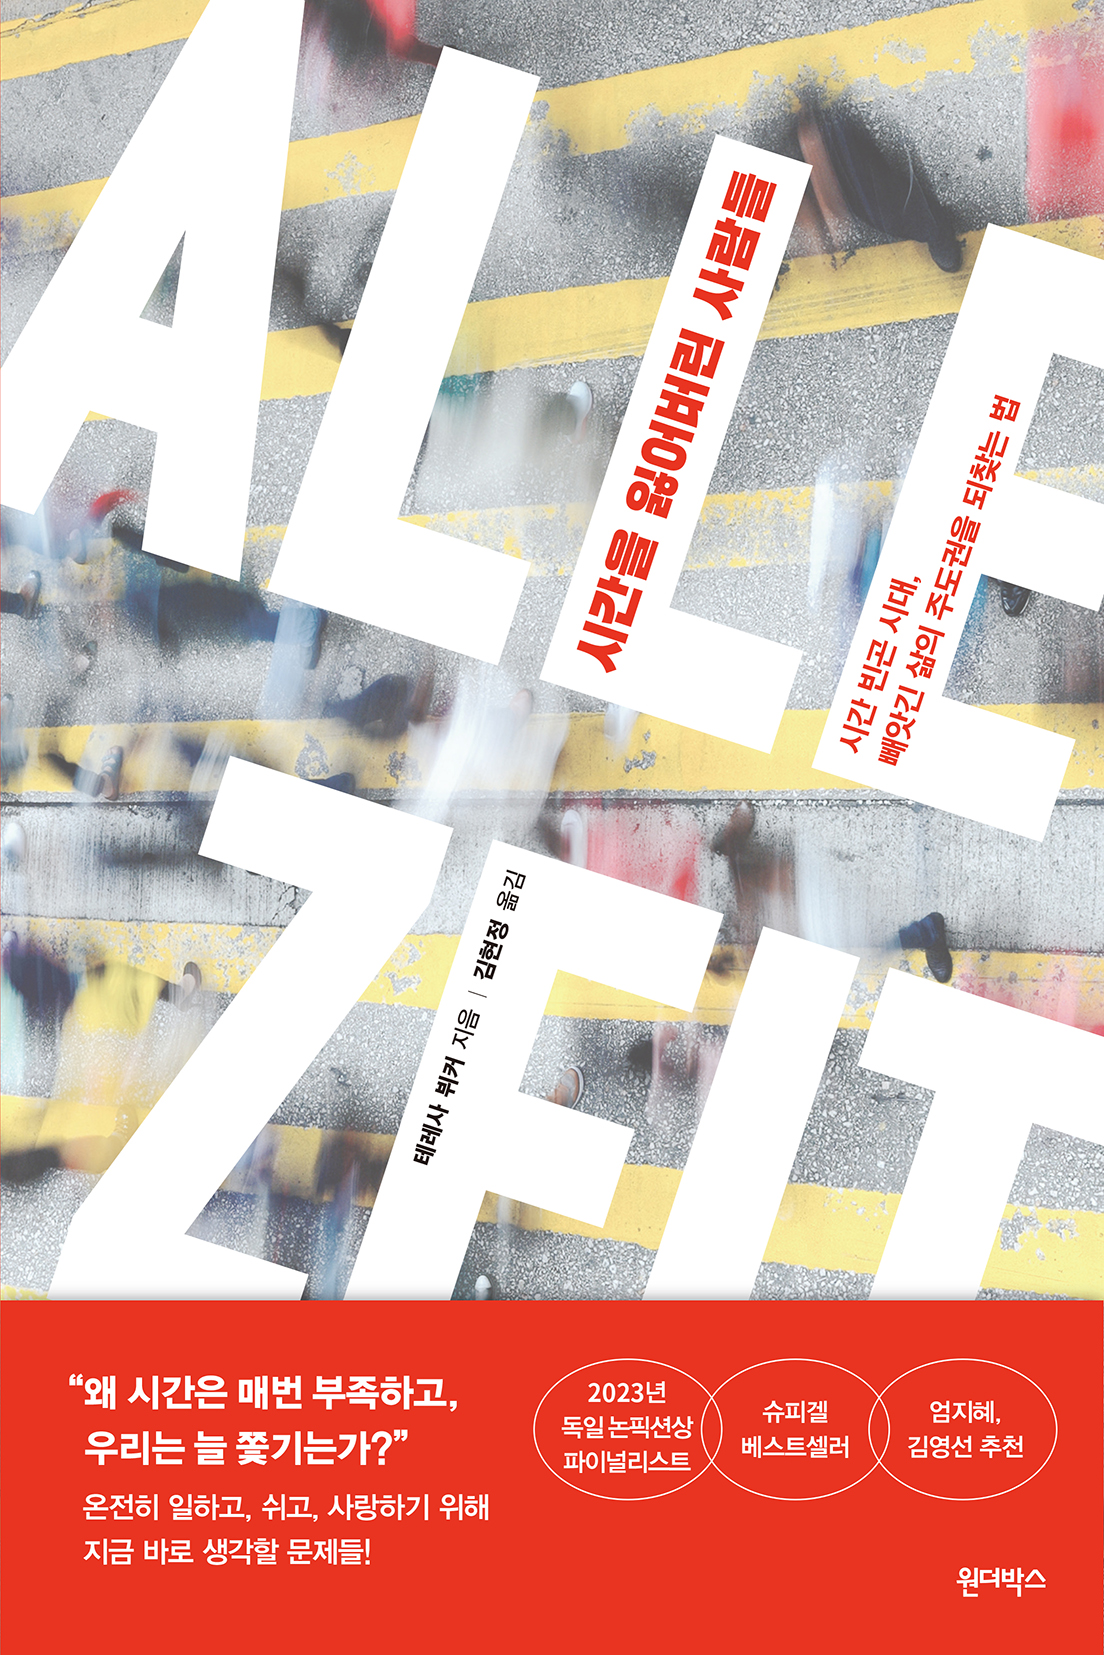 ALLE
ZEIT
시간을 잃어버린 사람들
시간 빈곤 시대,
빼앗긴 삶의 주도권을 되찾는 법
테레사 뷔커 지음 | 김현정 옮김
“왜 시간은 매번 부족하고,
우리는 늘 쫓기는가?”
온전히 일하고, 쉬고, 사랑하기 위해
지금 바로 생각할 문제들!
2023년
독일 논픽션상
파이널리스트
슈피겔
베스트셀러
엄지혜,
김영선 추천
원더박스